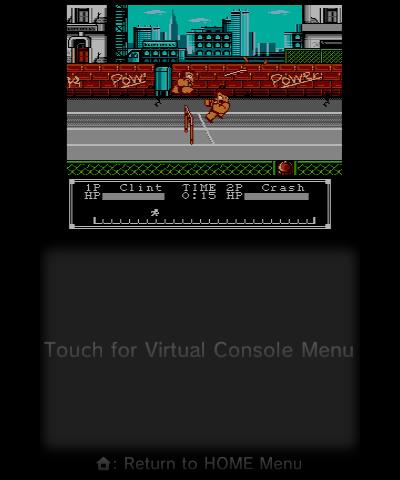 Pow Power
1P Clint TIME 2P Crash
HP 0:15 HP
Touch for Virtual Console Menu
: Return to HOME Menu